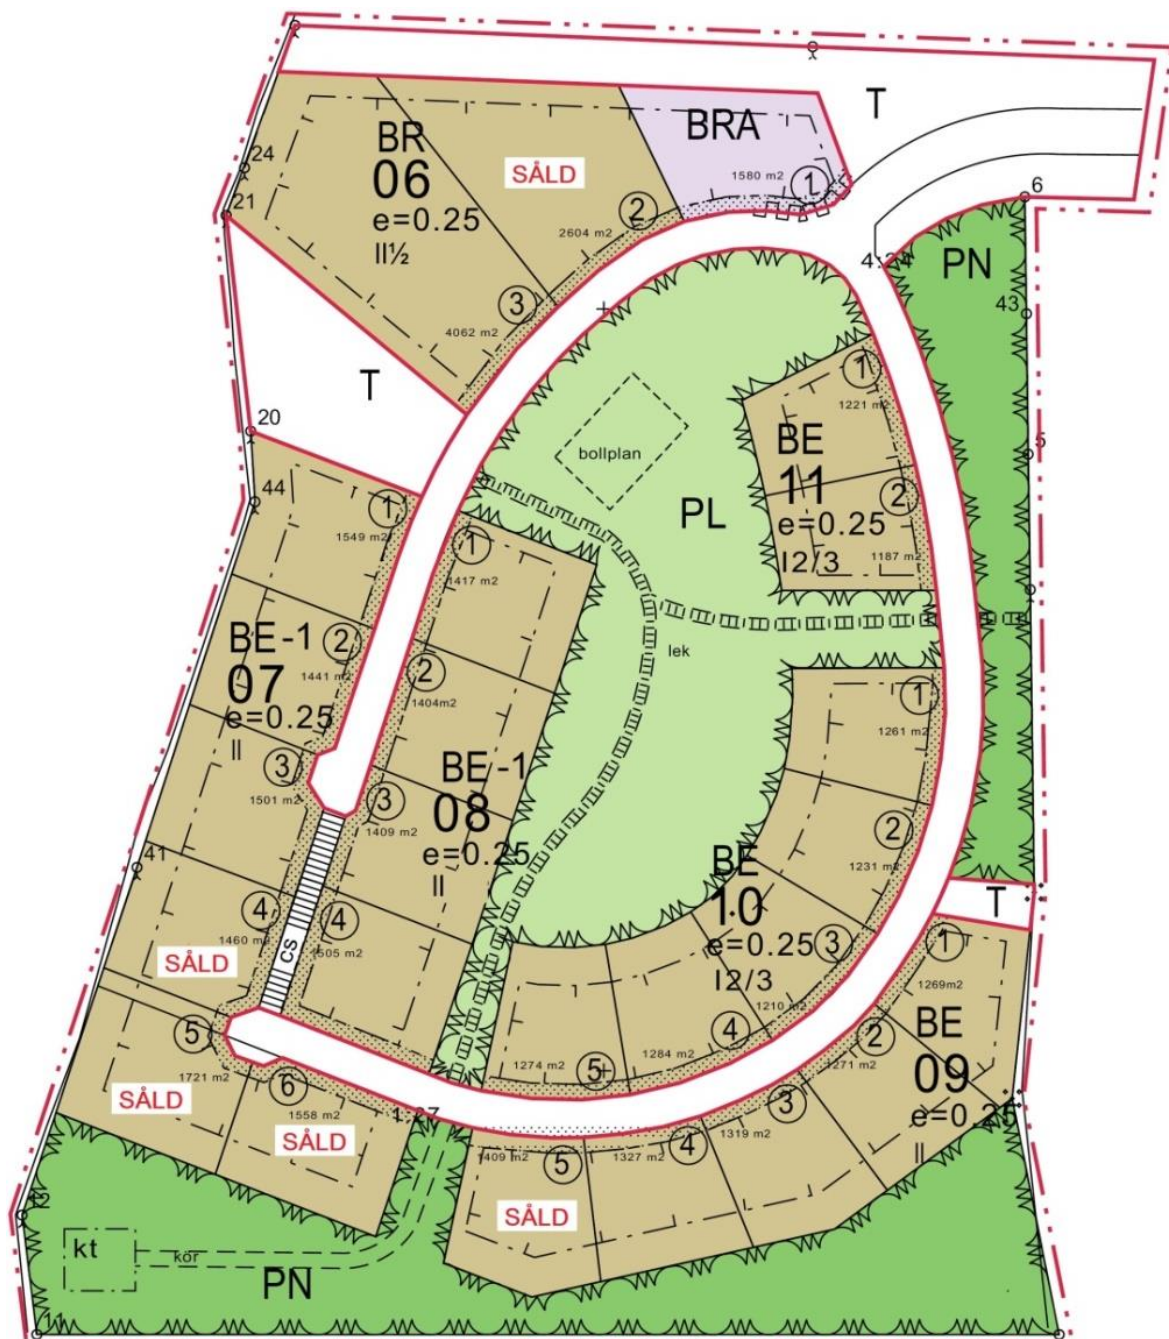 T
BRA
1580 m2
1
BR
06
e=0.25
II½
SÅLD
2
2604 m2
3
4062 m2
24
21
6
4:24
PN
43
T
20
44
5
bollplan
PL
lek
1
1221 m2
BE
11
e=0.25
I2/3
2
1187 m2
1
1549 m2
BE-1
07
e=0.25
II
2
1441 m2
3
1501 m2
4
1460 m2
SÅLD
5
1721 m2
SÅLD
6
1558 m2
SÅLD
41
cs
1
1417 m2
2
1404m2
BE-1
08
e=0.25
II
3
1409 m2
4
1505 m2
1
1261 m2
2
1231 m2
BE
10
e=0.25
I2/3
3
1210 m2
4
1284 m2
5
1274 m2
T
1
1269m2
BE
09
e=0.25
II
2
1271 m2
3
1319 m2
4
1327 m2
5
1409 m2
SÅLD
1:27
kt
kör
PN
11